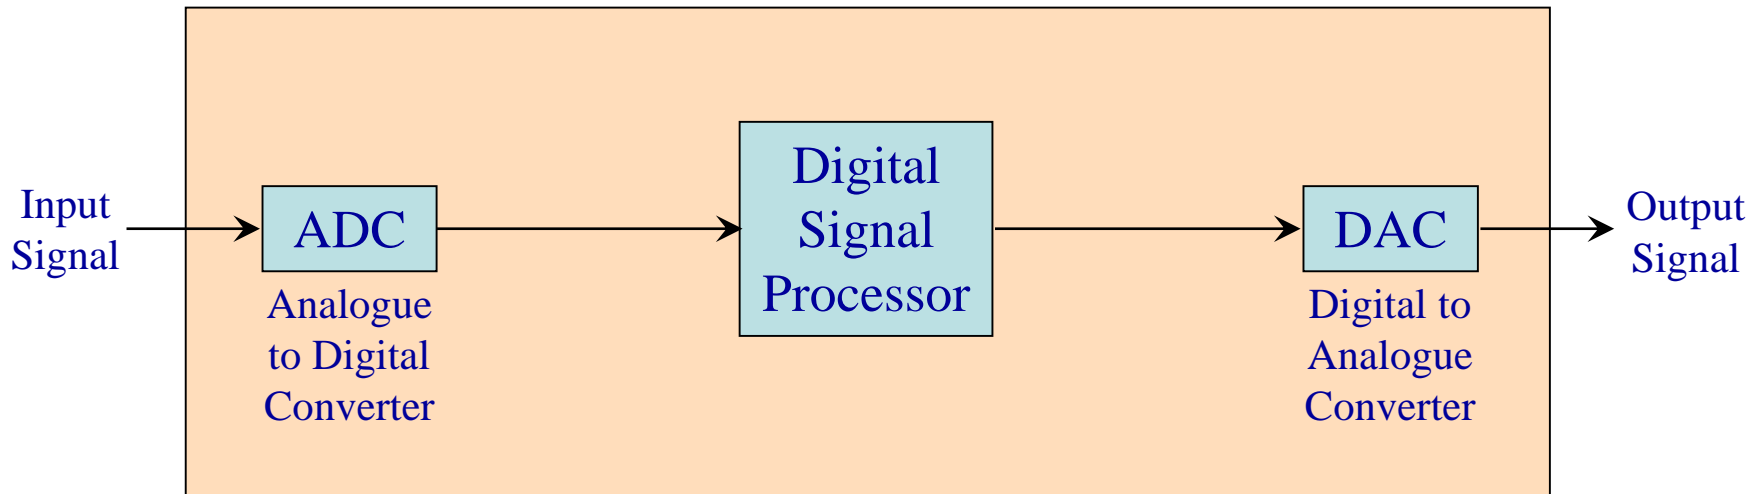 Input
Signal
ADC
Analogue
to Digital
Converter
Digital
Signal
Processor
DAC
Digital to
Analogue
Converter
Output
Signal